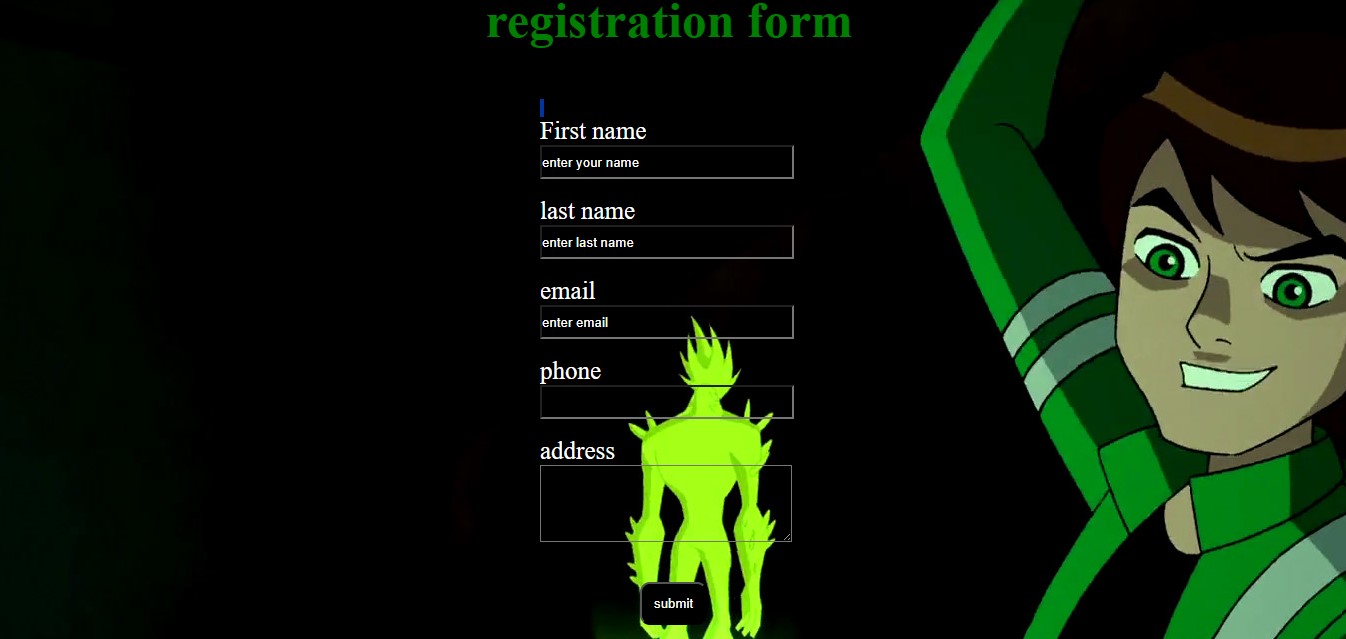 registration form
First name
enter your name
last name
enter last name
email
enter email
phone
address
submit